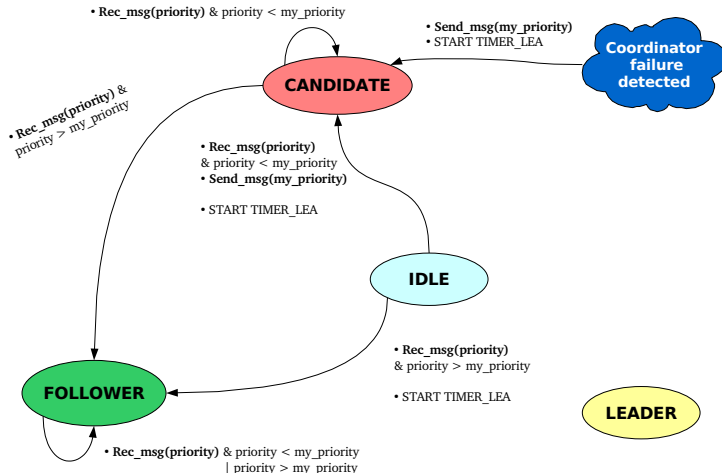 • Rec_msg(priority) & priority < my_priority
• Send_msg(my_priority)
• START TIMER_LEA
Coordinator
failure
detected
CANDIDATE
• Rec_msg(priority) &
priority > my_priority
• Rec_msg(priority)
& priority < my_priority
• Send_msg(my_priority)
• START TIMER_LEA
IDLE
• Rec_msg(priority)
& priority > my_priority
• START TIMER_LEA
FOLLOWER
LEADER
• Rec_msg(priority) & priority < my_priority
| priority > my_priority